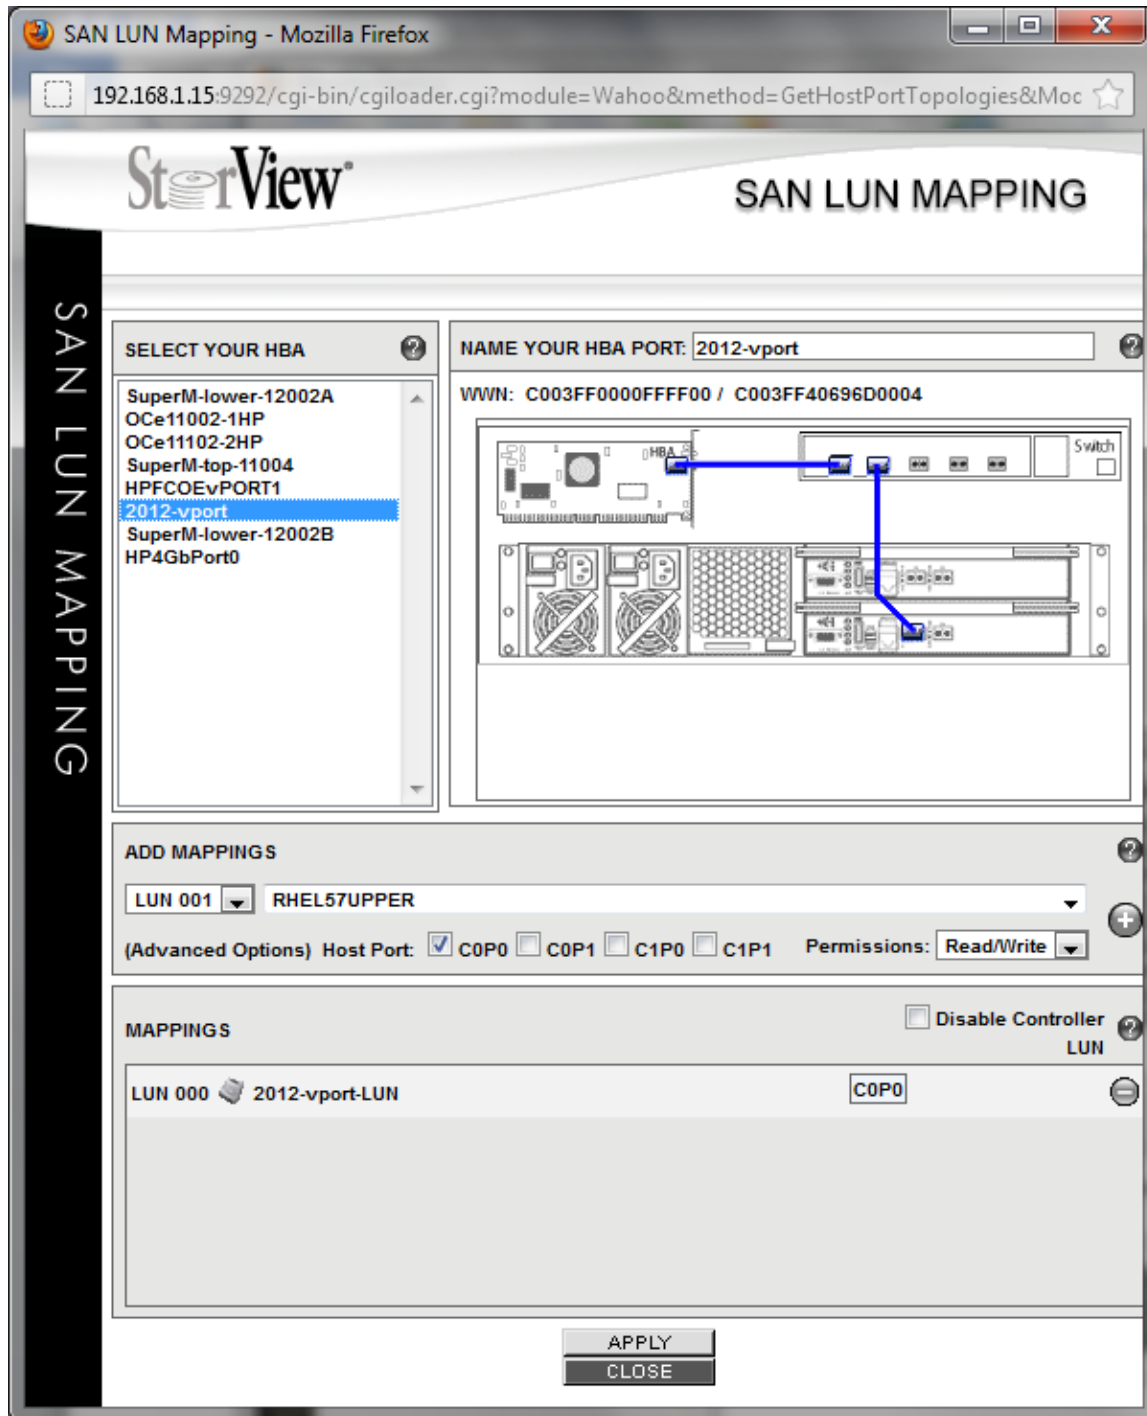 SAN LUN Mapping - Mozilla Firefox
192.168.1.15:9292/cgi-bin/cgiloader.cgi?module=Wahoo&method=GetHostPortTopologies&Moc
StorView
SAN LUN MAPPING
SAN LUN MAPPING
SELECT YOUR HBA
SuperM-lower-12002A
OCe11002-1HP
OCe11102-2HP
SuperM-top-11004
HPFCOEvPORT1
2012-vport
SuperM-lower-12002B
HP4GbPort0
NAME YOUR HBA PORT: 2012-vport
WWN: C003FF0000FFFF00 / C003FF40696D0004
HBA
Switch
ADD MAPPINGS
LUN 001 RHEL57UPPER
(Advanced Options) Host Port: C0P0 C0P1 C1P0 C1P1 Permissions: Read/Write
MAPPINGS
Disable Controller
LUN
LUN 000 2012-vport-LUN C0P0
APPLY
CLOSE